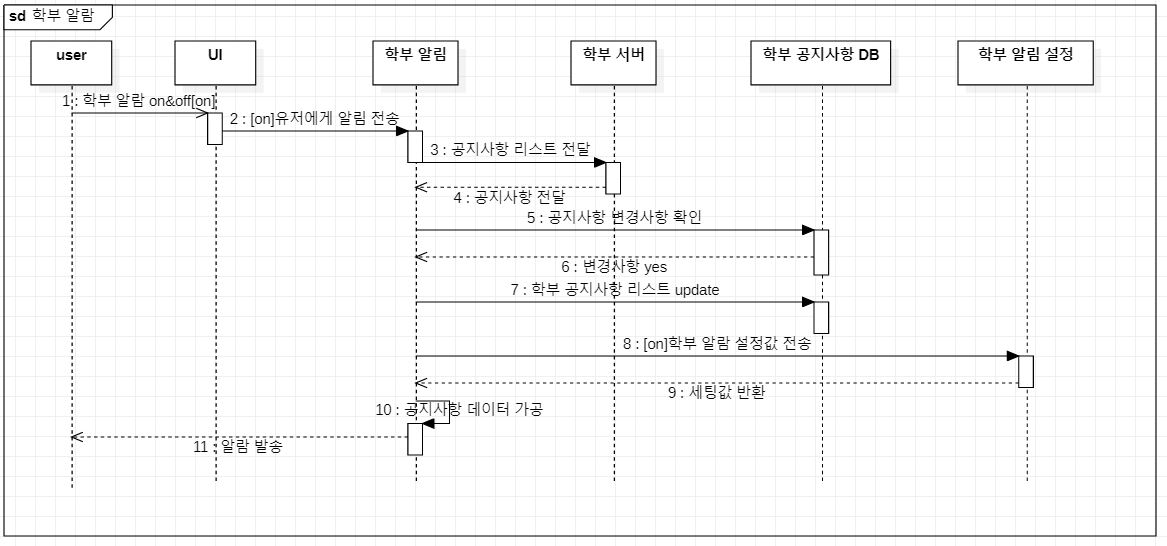 sd 학부 알람
user
UI
학부 알림
학부 서버
학부 공지사항 DB
학부 알림 설정
1 : 학부 알람 on&off[on]
2 : [on]유저에게 알림 전송
3 : 공지사항 리스트 전달
4 : 공지사항 전달
5 : 공지사항 변경사항 확인
6 : 변경사항 yes
7 : 학부 공지사항 리스트 update
8 : [on]학부 알람 설정값 전송
9 : 세팅값 반환
10 : 공지사항 데이터 가공
11 : 알람 발송